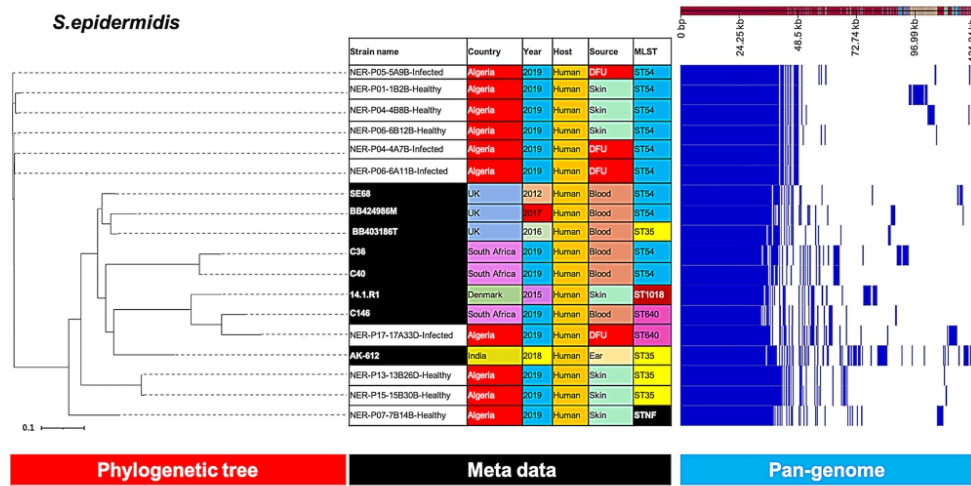 S.epidermidis
0 bp
24.25 kb
48.5 kb
72.74 kb
96.99 kb
Strain name Country Year Host Source MLST
NER-P05-5A9B-Infected Algeria 2019 Human DFU ST54
NER-P01-1B2B-Healthy Algeria 2019 Human Skin ST54
NER-P04-4B8B-Healthy Algeria 2019 Human Skin ST54
NER-P06-6B12B-Healthy Algeria 2019 Human Skin ST54
NER-P04-4A7B-Infected Algeria 2019 Human DFU ST54
NER-P06-6A11B-Infected Algeria 2019 Human DFU ST54
SE68 UK 2012 Human Blood ST54
BB424986M UK 2017 Human Blood ST54
BB403186T UK 2016 Human Blood ST35
C36 South Africa 2019 Human Blood ST54
C40 South Africa 2019 Human Blood ST54
14.1.R1 Denmark 2015 Human Skin ST1018
C146 South Africa 2019 Human Blood ST640
NER-P17-17A33D-Infected Algeria 2019 Human DFU ST640
AK-612 India 2018 Human Ear ST35
NER-P13-13B26D-Healthy Algeria 2019 Human Skin ST35
NER-P15-15B30B-Healthy Algeria 2019 Human Skin ST35
NER-P07-7B14B-Healthy Algeria 2019 Human Skin STNF
0.1
Phylogenetic tree Meta data Pan-genome